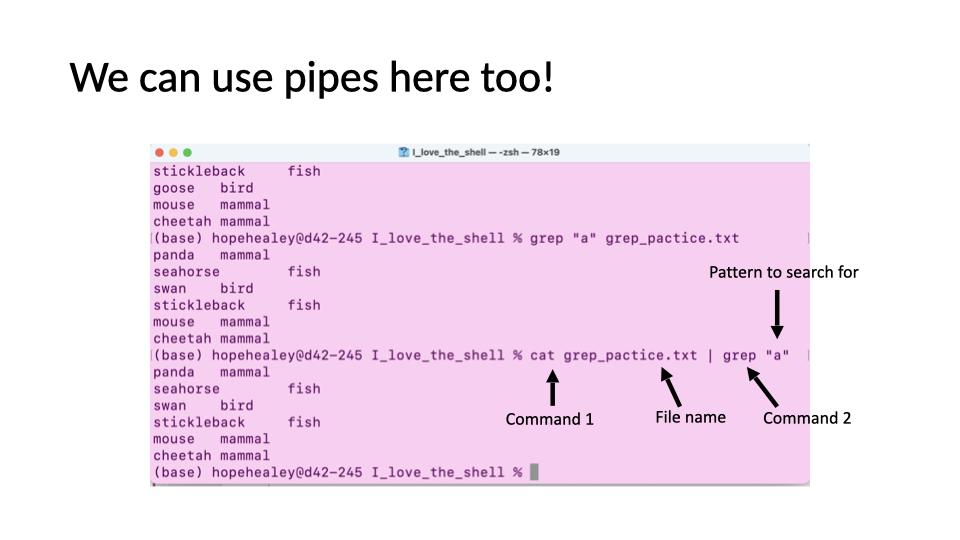 We can use pipes here too!
I_love_the_shell — -zsh — 78×19
stickleback fish
goose bird
mouse mammal
cheetah mammal
(base) hopehealey@d42-245 I_love_the_shell % grep "a" grep_pactice.txt
panda mammal
seahorse fish
swan bird
stickleback fish
mouse mammal
cheetah mammal
Pattern to search for
(base) hopehealey@d42-245 I_love_the_shell % cat grep_pactice.txt | grep "a"
panda mammal
seahorse fish
swan bird
stickleback fish
mouse mammal
cheetah mammal
(base) hopehealey@d42-245 I_love_the_shell %
Command 1
File name
Command 2